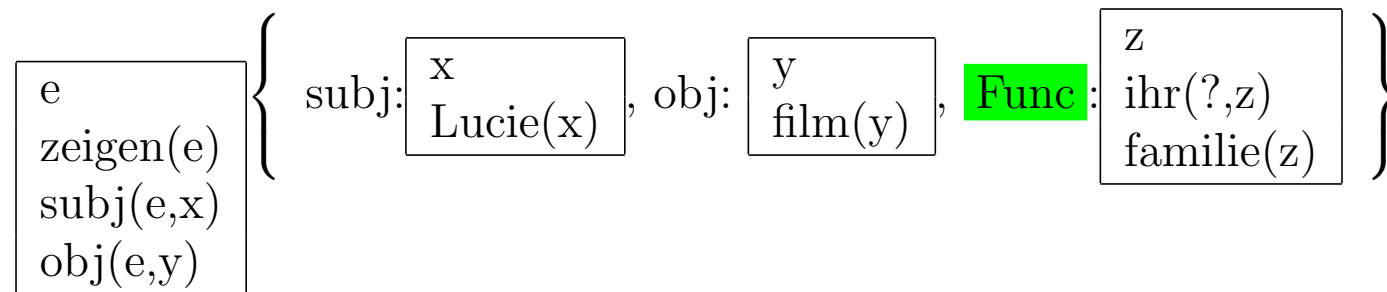 e
zeigen(e)
subj(e,x)
obj(e,y)
{ subj:
x
Lucie(x)
, obj:
y
film(y)
, Func:
z
ihr(?,z)
familie(z)
}